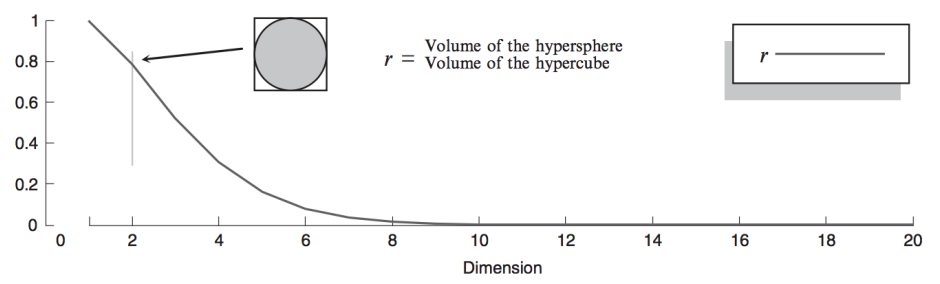 1
0.8
0.6
0.4
0.2
0
r = Volume of the hypersphere
Volume of the hypercube
r
0 2 4 6 8 10 12 14 16 18 20
Dimension